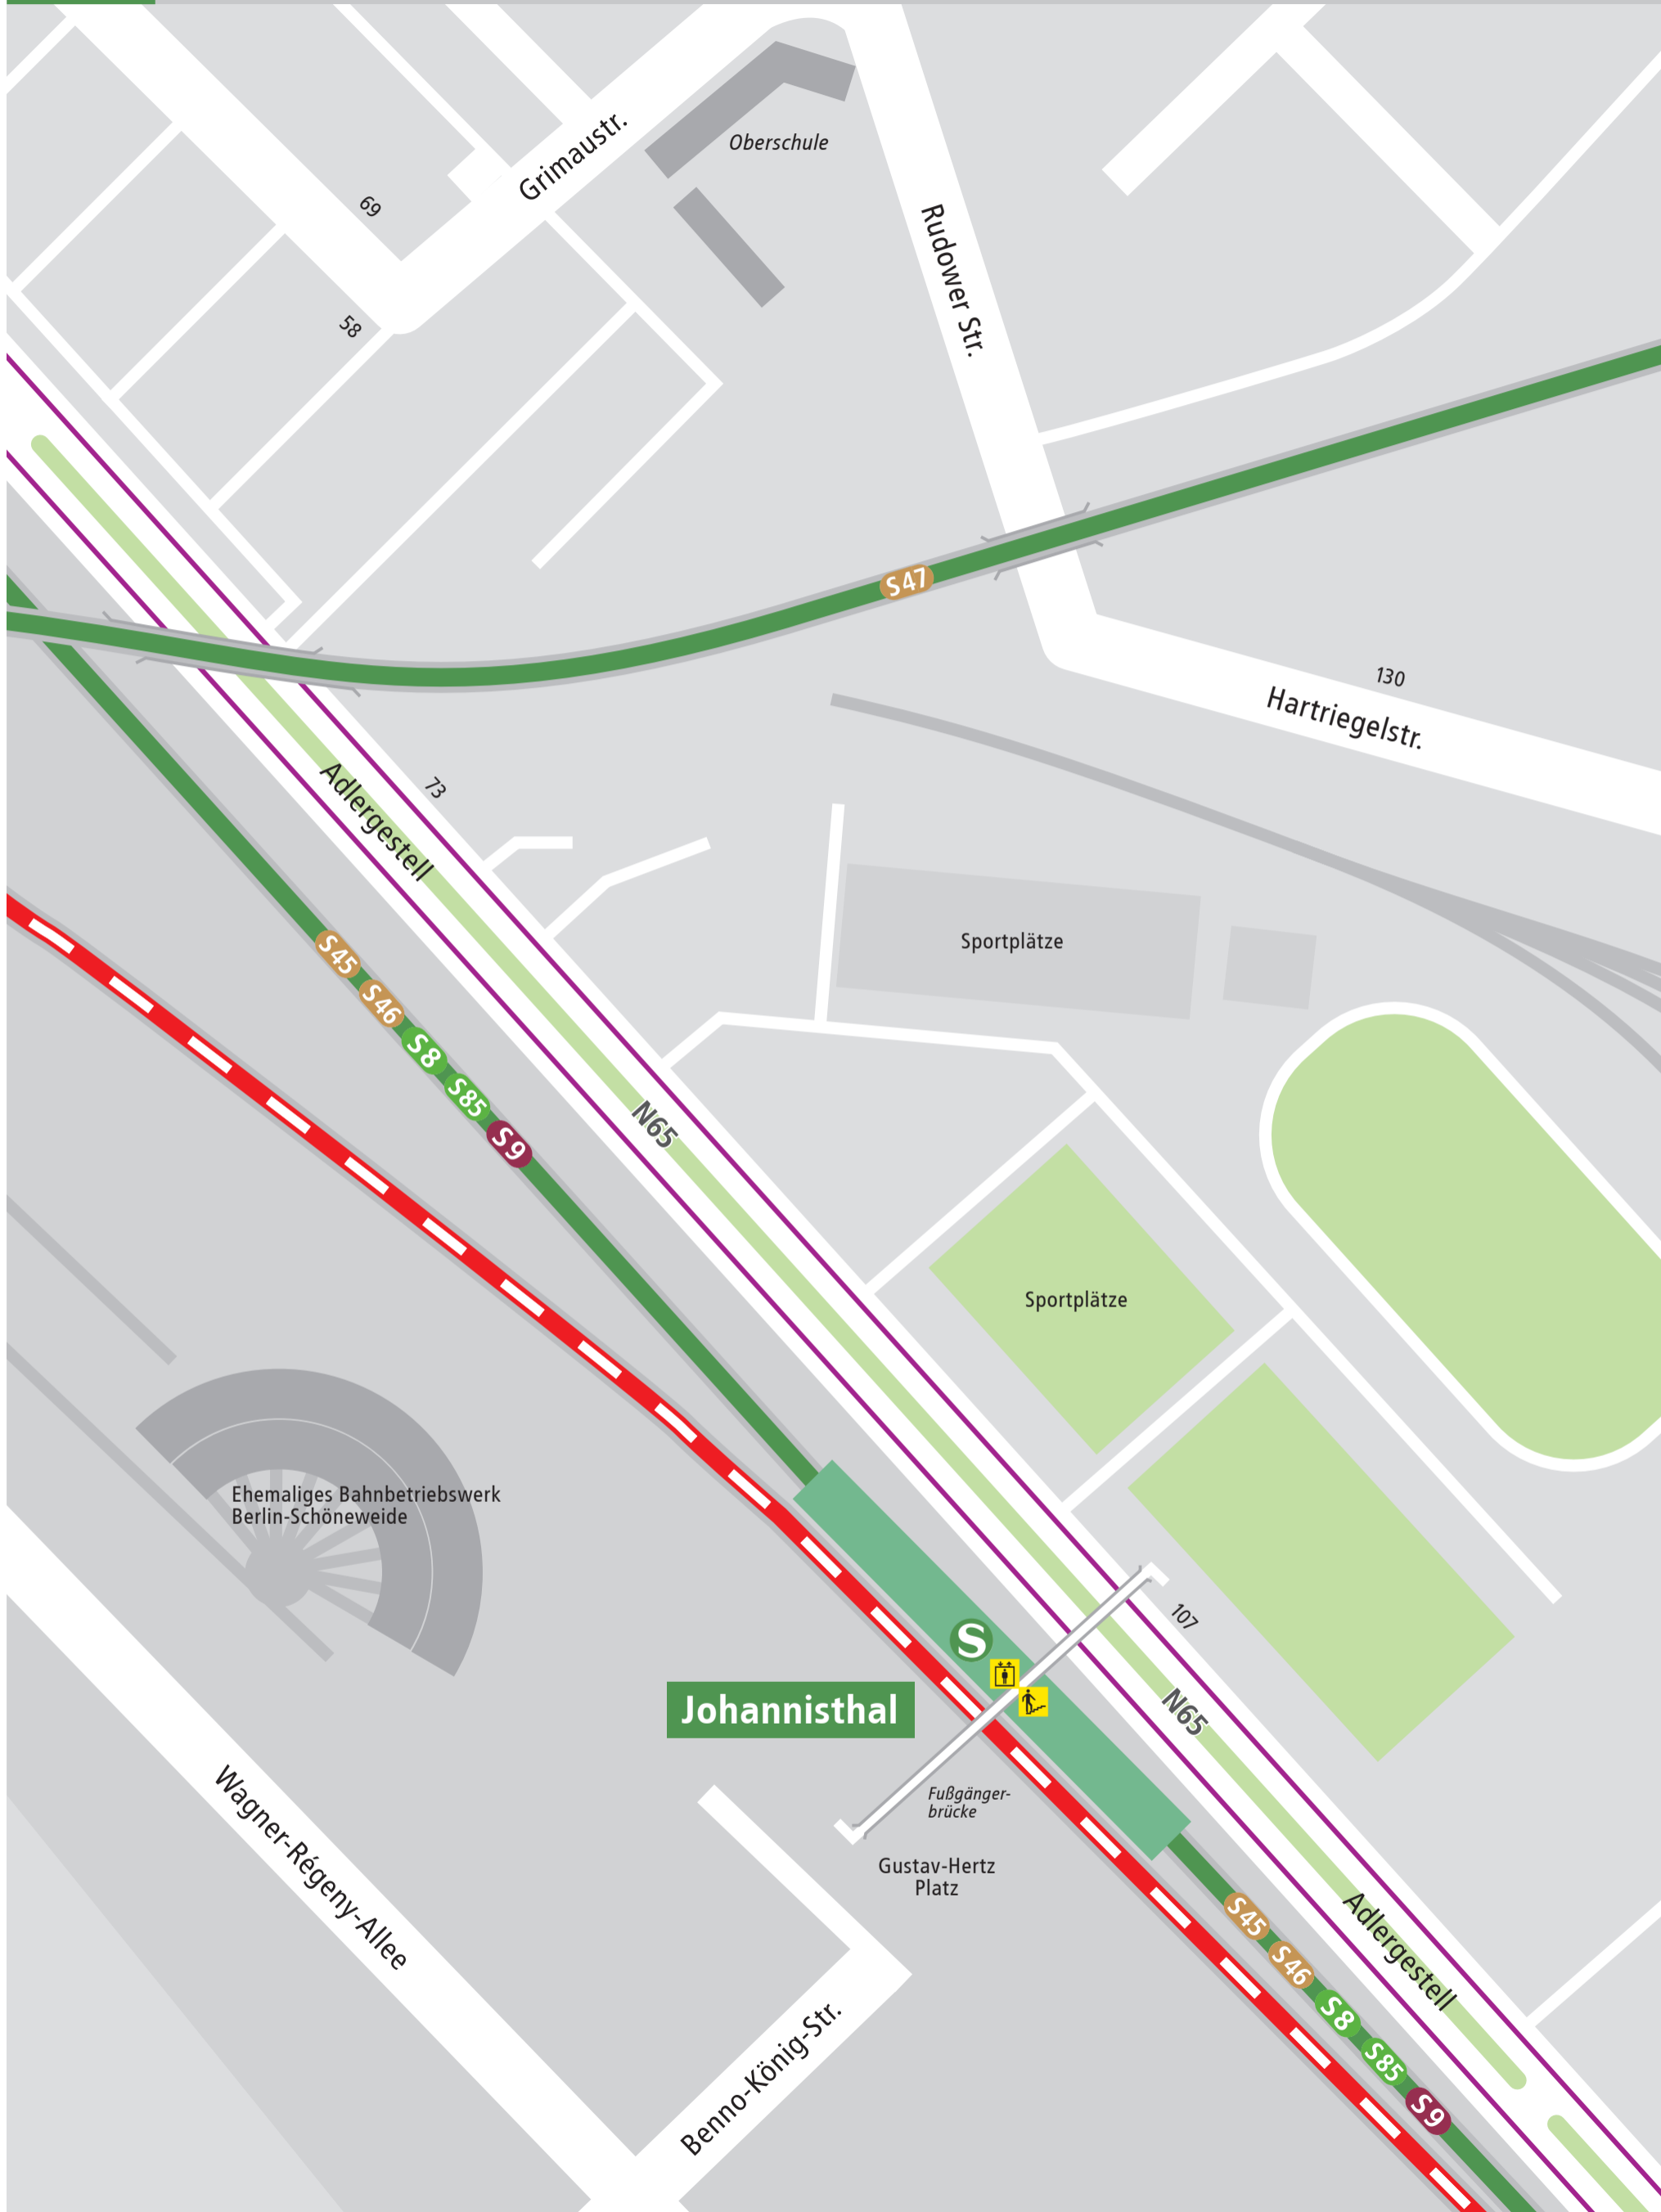 Grimaustr.
Oberschule
69
Rudower Str.
58
S47
130
Hartriegelstr.
Adlergestell
73
Sportplätze
S45
S46
S8
S85
S9
N65
Sportplätze
Ehemaliges Bahnbetriebswerk
Berlin-Schöneweide
107
S
Johannisthal
N65
Fußgänger-
brücke
Gustav-Hertz
Platz
Wagner-Régeny-Allee
Adlergestell
S45
S46
S8
S85
S9
Benno-König-Str.